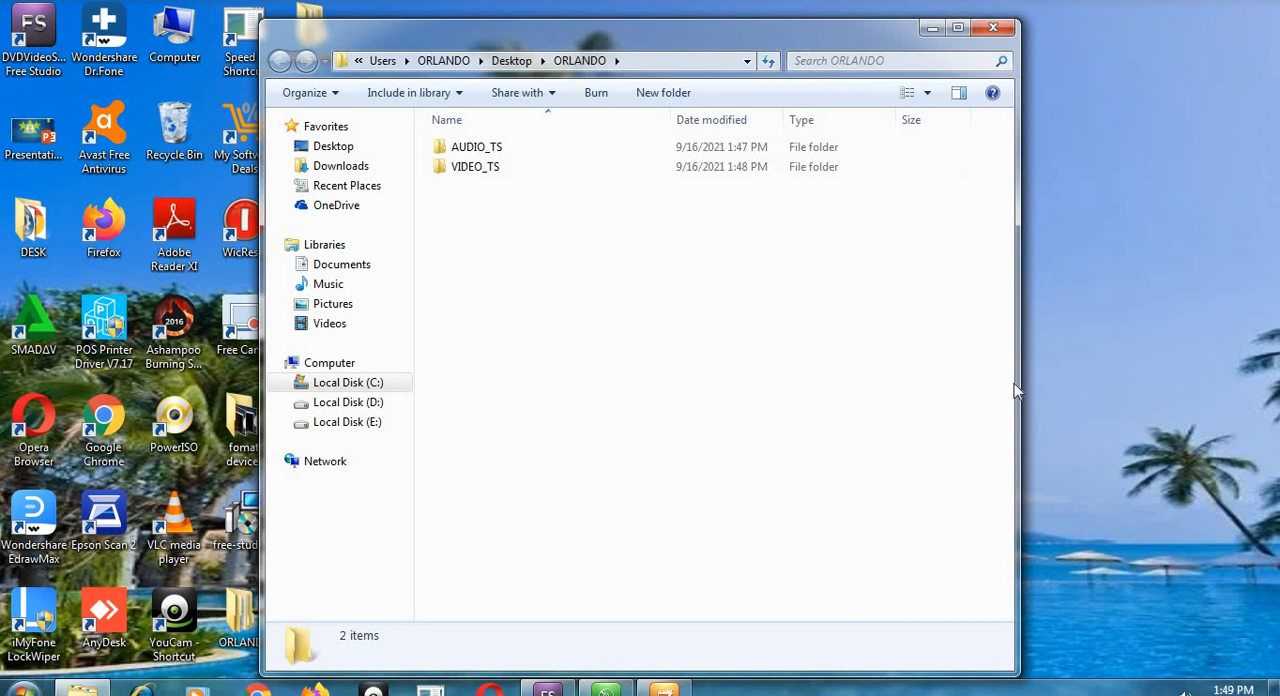 FS
DVDVideoS...
Free Studio
Wondershare
Dr.Fone
Computer
Speed
Shortcu
Presentati...
Avast Free
Antivirus
Recycle Bin
My Softw
Deals
DESK
Firefox
Adobe
Reader XI
WicRes
SMADΔV
POS Printer
Driver V7.17
2016
Ashampoo
Burning S...
Free Car
Opera
Browser
Google
Chrome
PowerISO
fomat
device
Wondershare
EdrawMax
Epson Scan 2
VLC media
player
free-stud
iMyFone
LockWiper
AnyDesk
YouCam -
Shortcut
ORLAND
« Users ORLANDO Desktop ORLANDO
Search ORLANDO
Organize Include in library Share with Burn New folder
Name Date modified Type Size
AUDIO_TS 9/16/2021 1:47 PM File folder
VIDEO_TS 9/16/2021 1:48 PM File folder
Favorites
Desktop
Downloads
Recent Places
OneDrive
Libraries
Documents
Music
Pictures
Videos
Computer
Local Disk (C:)
Local Disk (D:)
Local Disk (E:)
Network
2 items
FS
1:49 PM